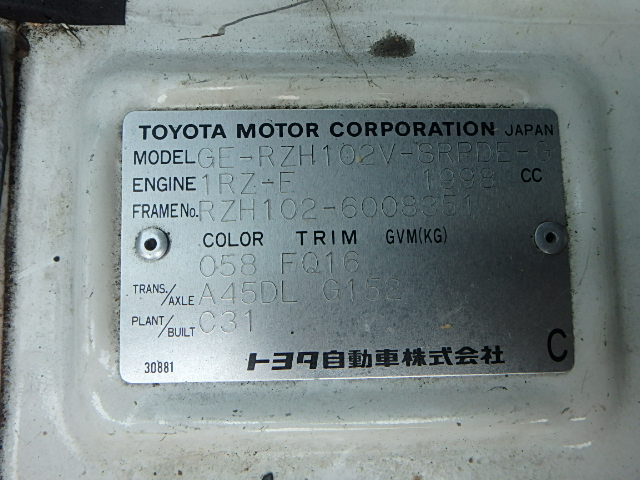 TOYOTA MOTOR CORPORATION JAPAN
MODEL GE-RZH102V-SRPDE-G
ENGINE 1RZ-E 1998 CC
FRAME No. RZH102-6008351
COLOR TRIM GVM(KG)
058 FQ16
TRANS./AXLE A45DL G152
PLANT/BUILT C31
30881 トヨタ自動車株式会社 C